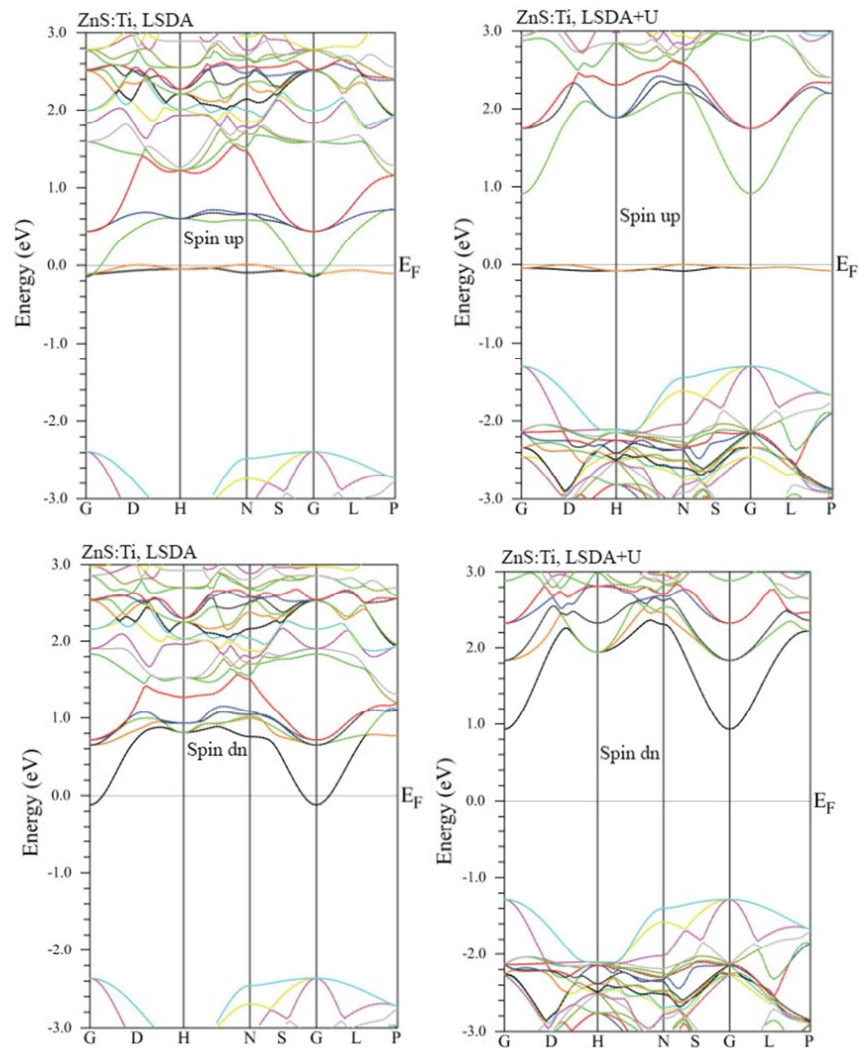 ZnS:Ti, LSDA
3.0
2.0
1.0
0.0
-1.0
-2.0
-3.0
Energy (eV)
Spin up
E_F
G D H N S G L P
ZnS:Ti, LSDA+U
3.0
2.0
1.0
0.0
-1.0
-2.0
-3.0
Energy (eV)
Spin up
E_F
G D H N S G L P
ZnS:Ti, LSDA
3.0
2.0
1.0
0.0
-1.0
-2.0
-3.0
Energy (eV)
Spin dn
E_F
G D H N S G L P
ZnS:Ti, LSDA+U
3.0
2.0
1.0
0.0
-1.0
-2.0
-3.0
Energy (eV)
Spin dn
E_F
G D H N S G L P